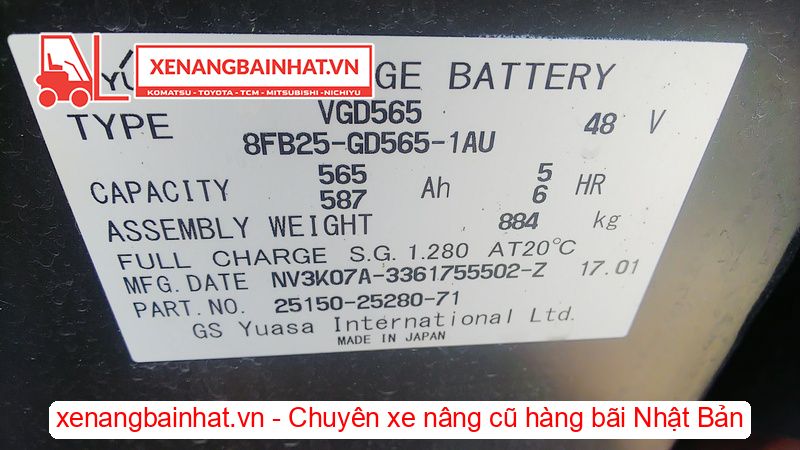 XENANGBAINHAT.VN
KOMATSU - TOYOTA - TCM - MITSUBISHI - NICHIYU
BATTERY
TYPE VGD565 48 V
8FB25-GD565-1AU
CAPACITY 565 Ah 5 HR
587 6
ASSEMBLY WEIGHT 884 kg
FULL CHARGE S.G. 1.280 AT20℃
MFG. DATE NV3K07A-3361755502-Z 17.01
PART. NO. 25150-25280-71
GS Yuasa International Ltd.
MADE IN JAPAN
xenangbainhat.vn - Chuyên xe nâng cũ hàng bãi Nhật Bản